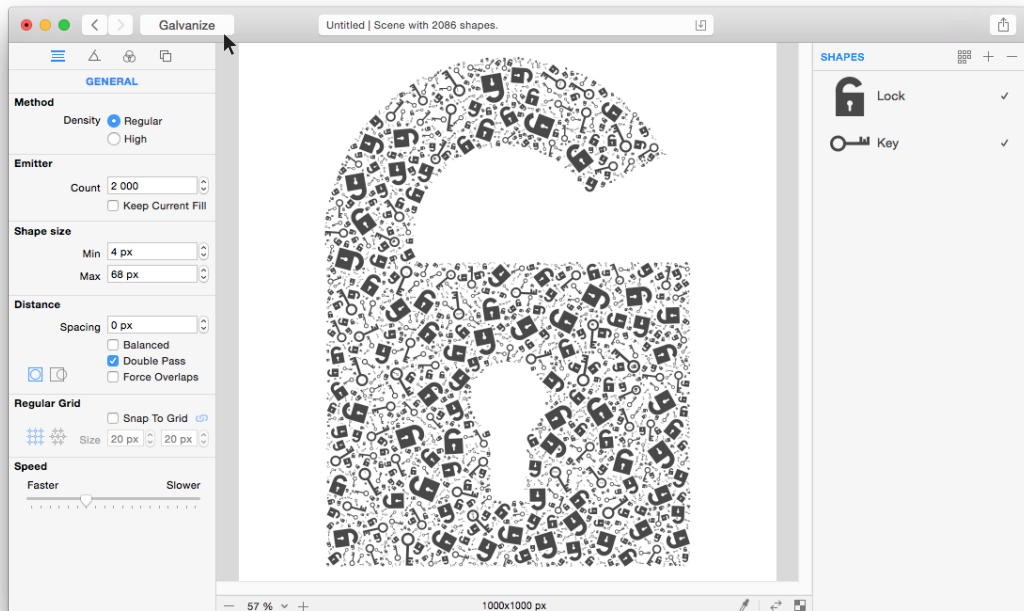 Galvanize
Untitled | Scene with 2086 shapes.
GENERAL
Method
Density Regular
High
Emitter
Count 2 000
Keep Current Fill
Shape size
Min 4 px
Max 68 px
Distance
Spacing 0 px
Balanced
Double Pass
Force Overlaps
Regular Grid
Snap To Grid
Size 20 px 20 px
Speed
Faster Slower
57 %
1000x1000 px
SHAPES
Lock
Key